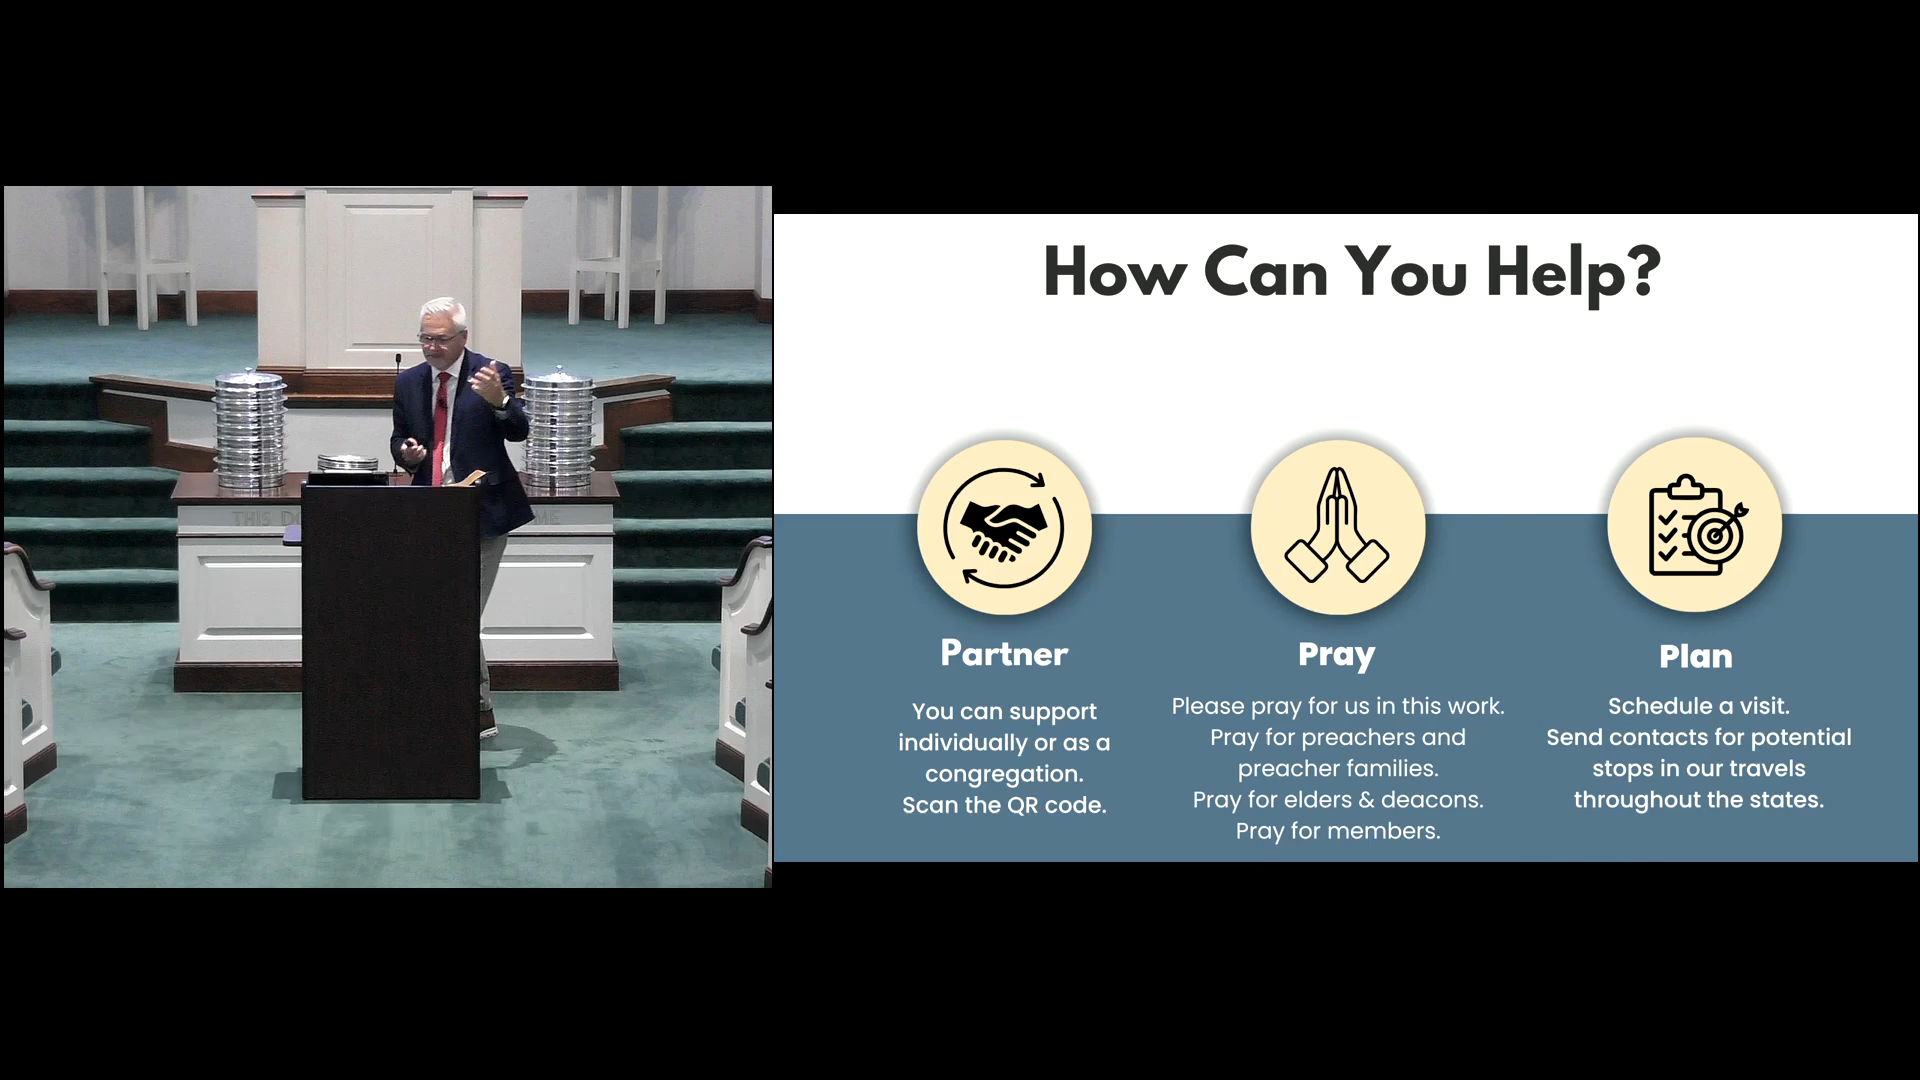 THIS D
ME
How Can You Help?
Partner
You can support
individually or as a
congregation.
Scan the QR code.
Pray
Please pray for us in this work.
Pray for preachers and
preacher families.
Pray for elders & deacons.
Pray for members.
Plan
Schedule a visit.
Send contacts for potential
stops in our travels
throughout the states.